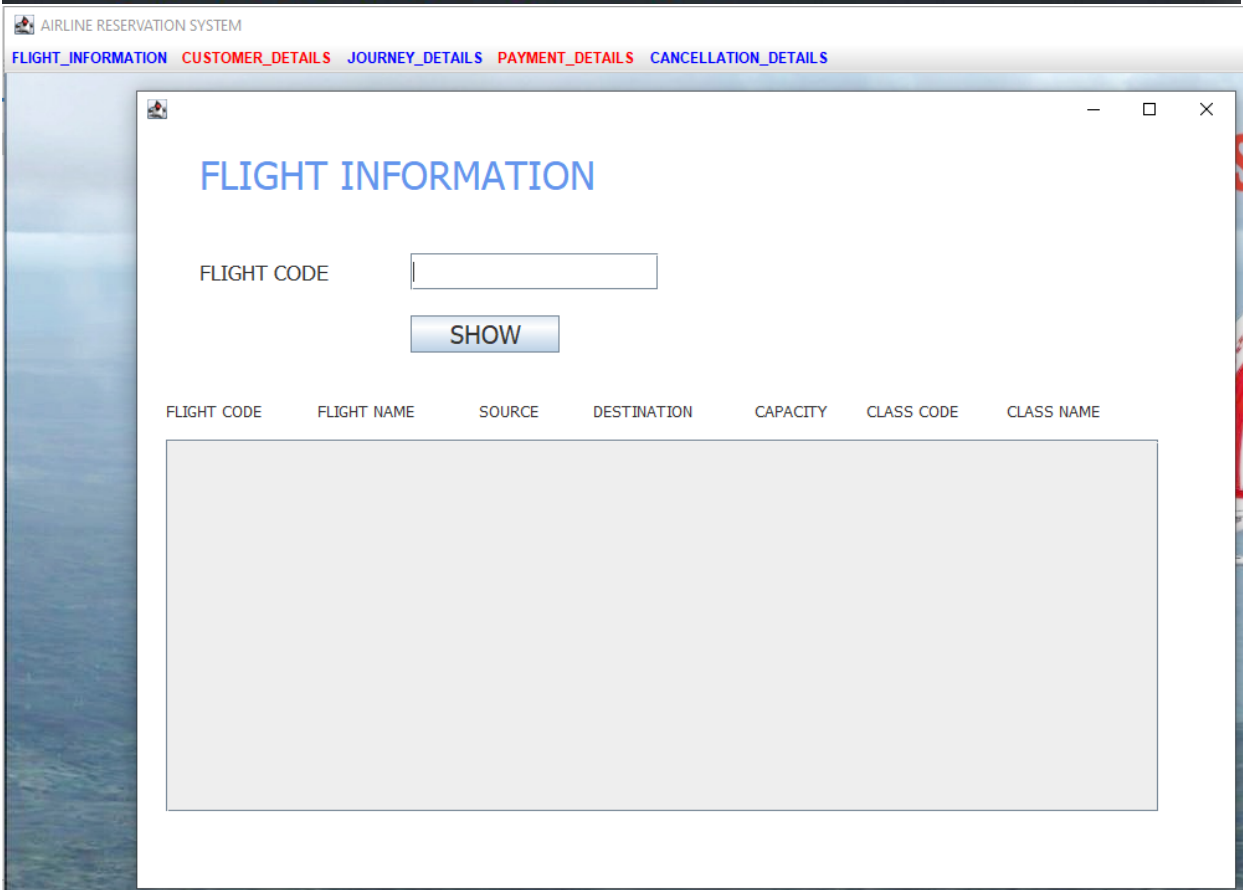 AIRLINE RESERVATION SYSTEM
FLIGHT_INFORMATION CUSTOMER_DETAILS JOURNEY_DETAILS PAYMENT_DETAILS CANCELLATION_DETAILS
FLIGHT INFORMATION
FLIGHT CODE
SHOW
FLIGHT CODE FLIGHT NAME SOURCE DESTINATION CAPACITY CLASS CODE CLASS NAME